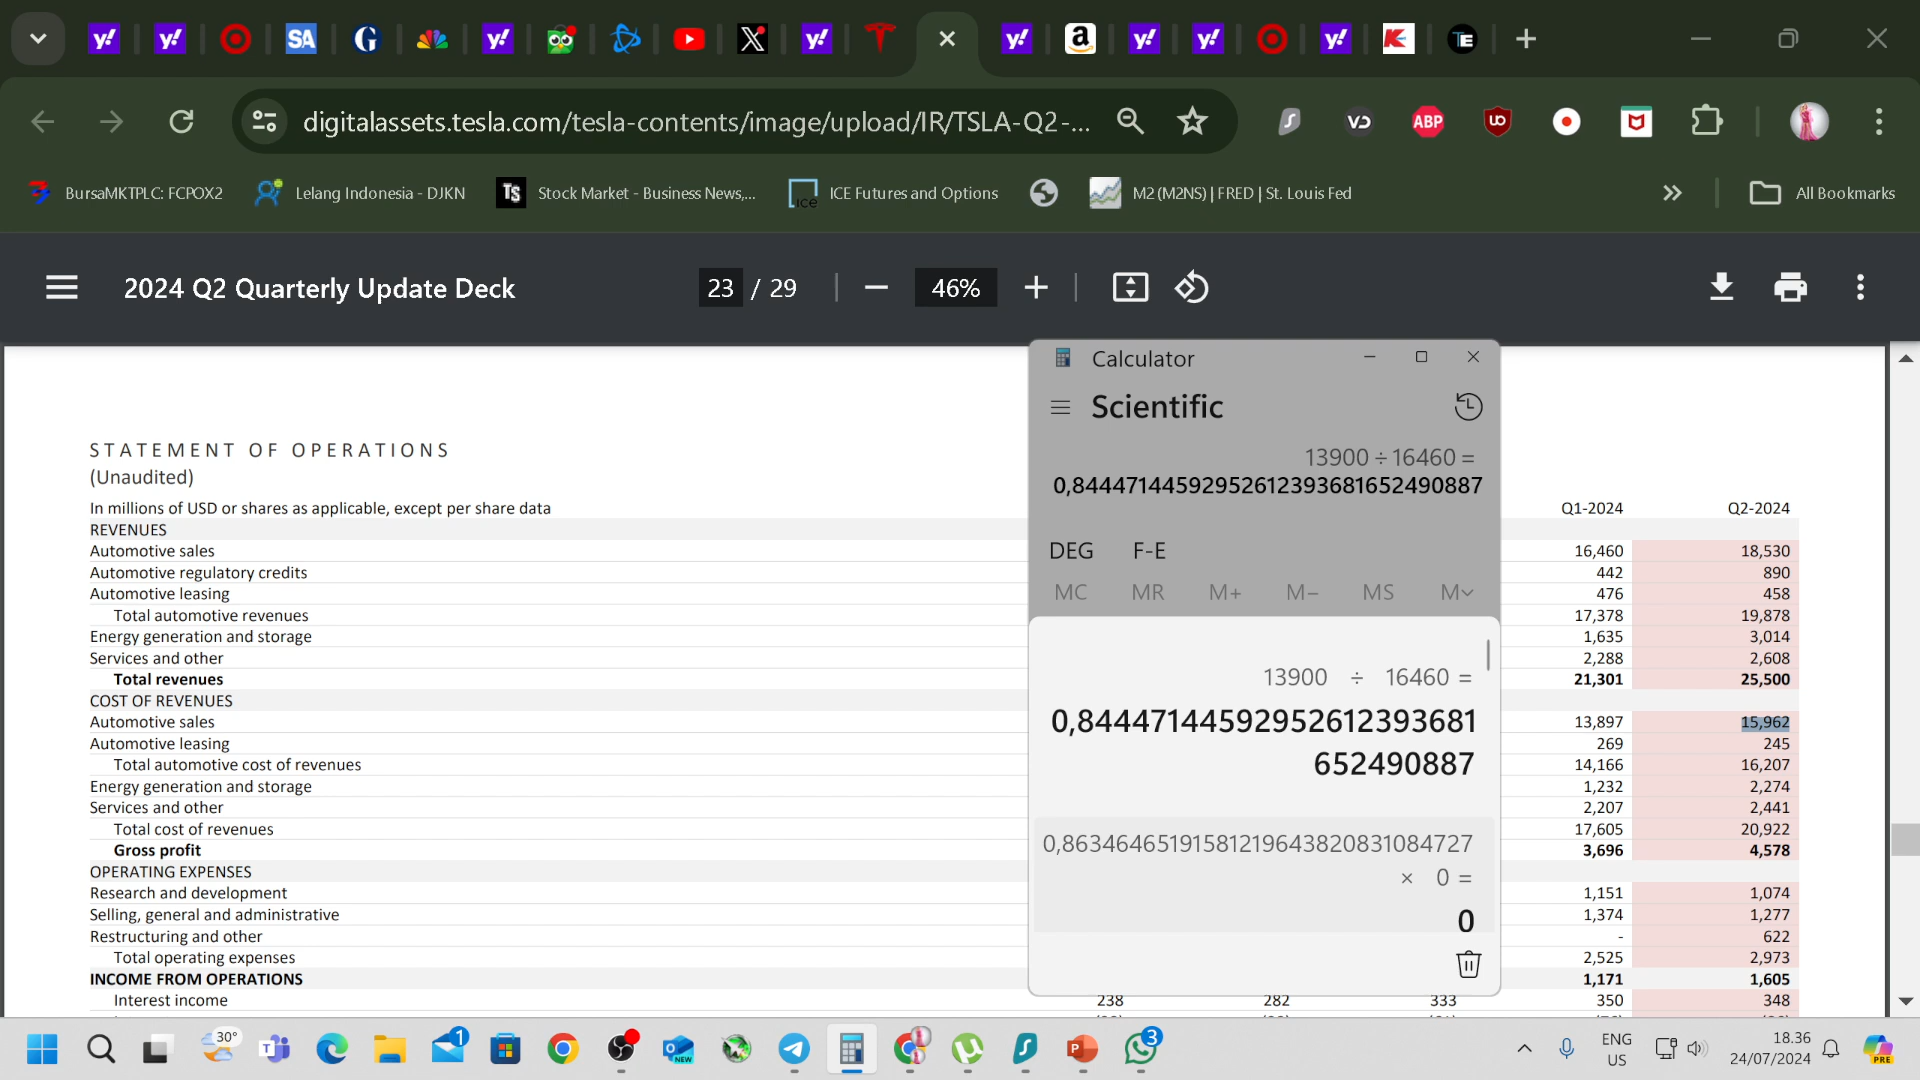 digitalassets.tesla.com/tesla-contents/image/upload/IR/TSLA-Q2-...
ABP
BursaMKTPLC: FCPOX2
Lelang Indonesia - DJKN
Stock Market - Business News,...
ICE Futures and Options
M2 (M2NS) | FRED | St. Louis Fed
All Bookmarks
2024 Q2 Quarterly Update Deck
23 / 29
46%
Calculator
Scientific
13900 ÷ 16460 =
0,84447144592952612393681652490887
DEG F-E
MC MR M+ M− MS M
13900 ÷ 16460 =
0,84447144592952612393681
652490887
0,86346465191581219643820831084727
× 0 =
0
STATEMENT OF OPERATIONS
(Unaudited)
In millions of USD or shares as applicable, except per share data Q1-2024 Q2-2024
REVENUES
Automotive sales 16,460 18,530
Automotive regulatory credits 442 890
Automotive leasing 476 458
Total automotive revenues 17,378 19,878
Energy generation and storage 1,635 3,014
Services and other 2,288 2,608
Total revenues 21,301 25,500
COST OF REVENUES
Automotive sales 13,897 15,962
Automotive leasing 269 245
Total automotive cost of revenues 14,166 16,207
Energy generation and storage 1,232 2,274
Services and other 2,207 2,441
Total cost of revenues 17,605 20,922
Gross profit 3,696 4,578
OPERATING EXPENSES
Research and development 1,151 1,074
Selling, general and administrative 1,374 1,277
Restructuring and other - 622
Total operating expenses 2,525 2,973
INCOME FROM OPERATIONS 1,171 1,605
Interest income 238 282 333 350 348
30°
1
NEW
3
ENG
US
18.36
24/07/2024
PRE